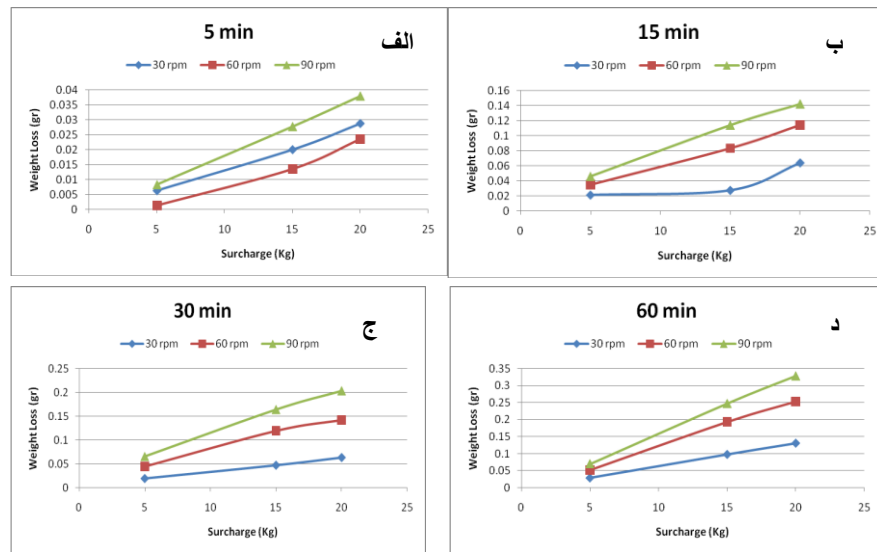 5 min
الف
30 rpm 60 rpm 90 rpm
Weight Loss (gr)
0.04
0.035
0.03
0.025
0.02
0.015
0.01
0.005
0
0 5 10 15 20 25
Surcharge (Kg)
15 min
ب
30 rpm 60 rpm 90 rpm
Weight Loss (gr)
0.16
0.14
0.12
0.1
0.08
0.06
0.04
0.02
0
0 5 10 15 20 25
Surcharge (Kg)
30 min
ج
30 rpm 60 rpm 90 rpm
Weight Loss (gr)
0.25
0.2
0.15
0.1
0.05
0
0 5 10 15 20 25
Surcharge (Kg)
60 min
د
30 rpm 60 rpm 90 rpm
Weight Loss (gr)
0.35
0.3
0.25
0.2
0.15
0.1
0.05
0
0 5 10 15 20 25
Surcharge (Kg)